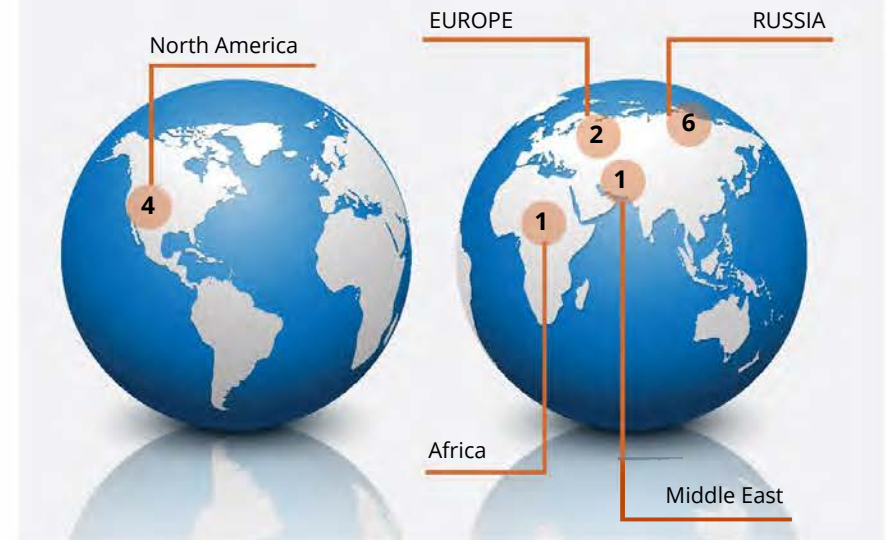 North America
4
EUROPE
RUSSIA
2
6
1
1
Africa
Middle East